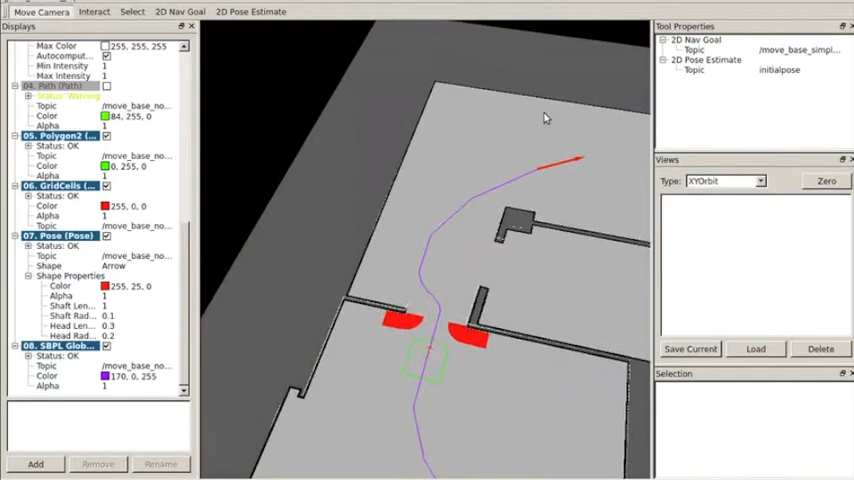 Move Camera Interact Select 2D Nav Goal 2D Pose Estimate
Displays
Max Color 255, 255, 255
Autocomput...
Min Intensity 1
Max Intensity 1
04. Path (Path)
Status: Warning
Topic /move_base_no...
Color 84, 255, 0
Alpha 1
05. Polygon2 (...
Status: OK
Topic /move_base_no...
Color 0, 255, 0
Alpha 1
06. GridCells (...
Status: OK
Color 255, 0, 0
Alpha 1
Topic /move_base_no...
07. Pose (Pose)
Status: OK
Topic /move_base_no...
Shape Arrow
Shape Properties
Color 255, 25, 0
Alpha 1
Shaft Len... 1
Shaft Rad... 0.1
Head Len... 0.3
Head Rad... 0.2
08. SBPL Glob...
Status: OK
Topic /move_base_no...
Color 170, 0, 255
Alpha 1
Add Remove Rename
Tool Properties
2D Nav Goal
Topic /move_base_simpl...
2D Pose Estimate
Topic initialpose
Views
Type: XYOrbit Zero
Save Current Load Delete
Selection